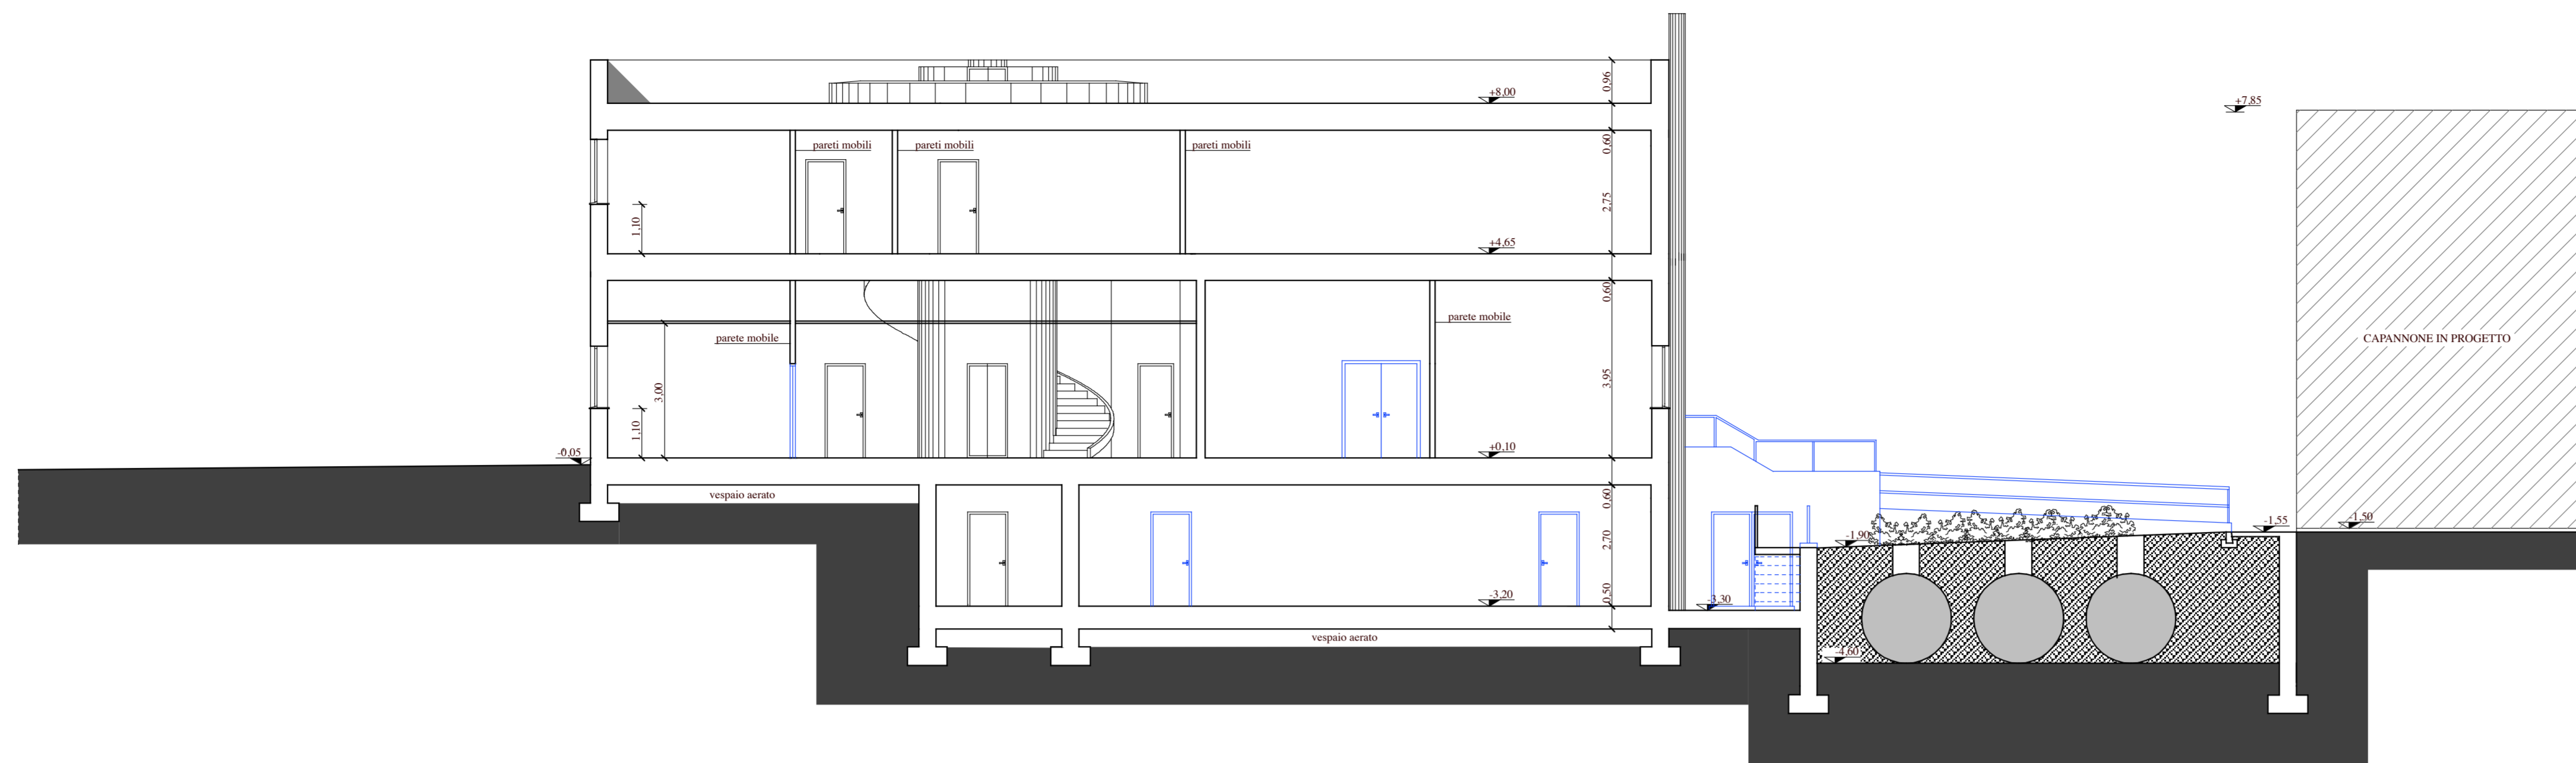 +8,00
0,96
+7,85
pareti mobili
pareti mobili
pareti mobili
0,60
2,75
1,10
+4,65
0,60
parete mobile
parete mobile
CAPANNONE IN PROGETTO
3,00
3,95
1,10
-0,05
+0,10
vespaio aerato
0,60
-1,50
-1,55
-1,90
2,70
-3,20
0,50
-3,30
vespaio aerato
-4,60